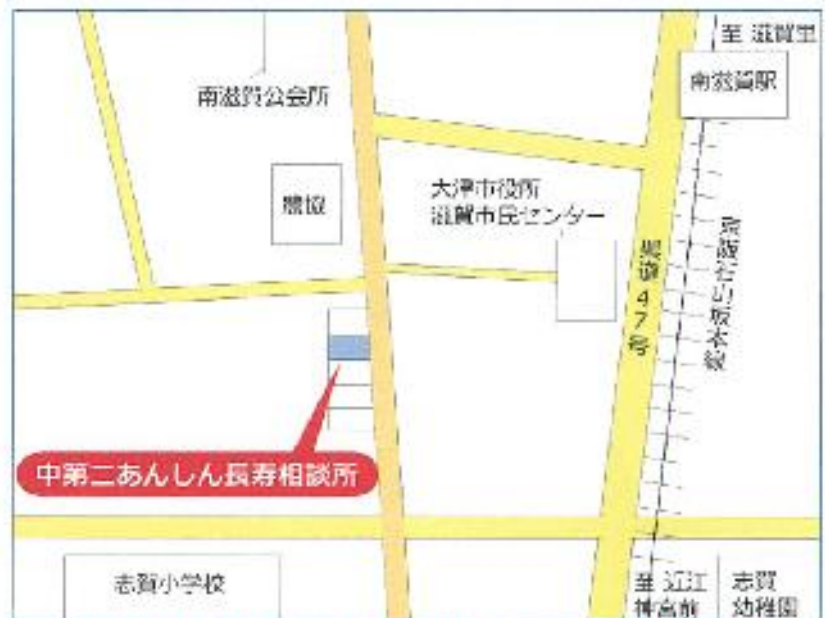 至 滋賀里
南滋賀駅
南滋賀公会所
農協
大津市役所
滋賀市民センター
県道47号
京阪石山坂本線
中第二あんしん長寿相談所
志賀小学校
至 近江
神宮前
志賀
幼稚園